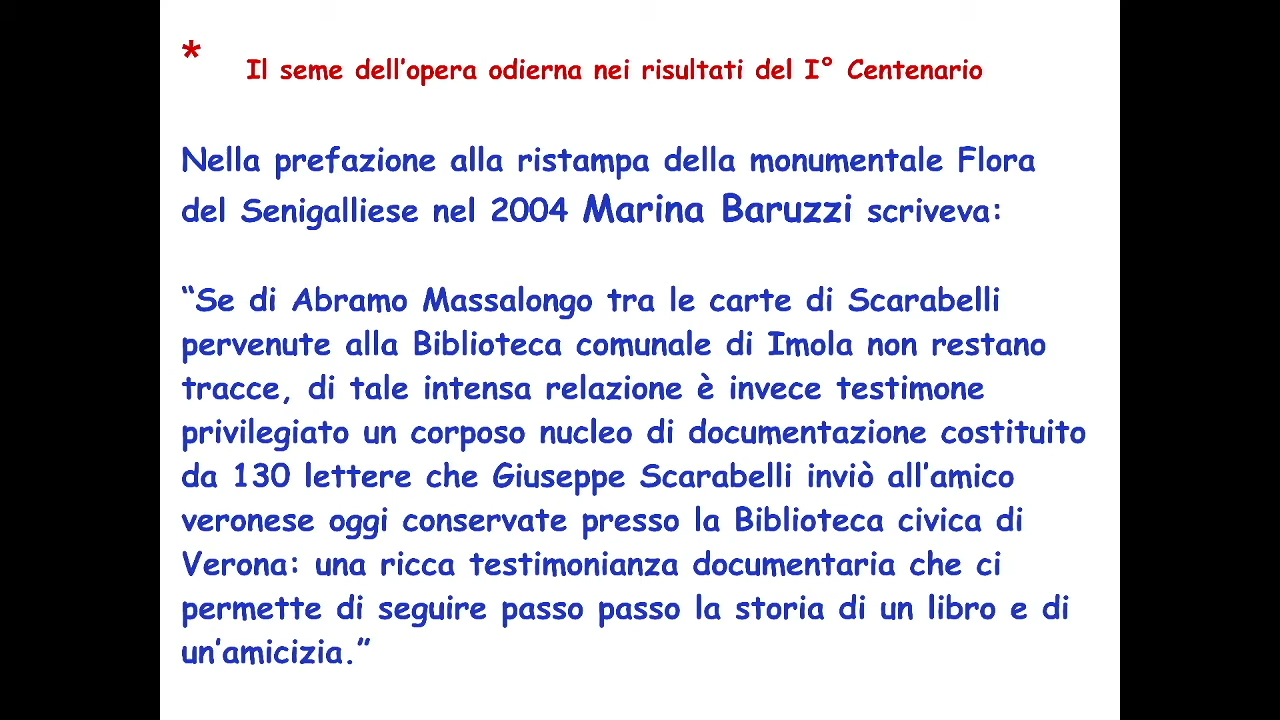 * Il seme dell’opera odierna nei risultati del I° Centenario
Nella prefazione alla ristampa della monumentale Flora
del Senigalliese nel 2004 Marina Baruzzi scriveva:
“Se di Abramo Massalongo tra le carte di Scarabelli
pervenute alla Biblioteca comunale di Imola non restano
tracce, di tale intensa relazione è invece testimone
privilegiato un corposo nucleo di documentazione costituito
da 130 lettere che Giuseppe Scarabelli inviò all’amico
veronese oggi conservate presso la Biblioteca civica di
Verona: una ricca testimonianza documentaria che ci
permette di seguire passo passo la storia di un libro e di
un’amicizia.”